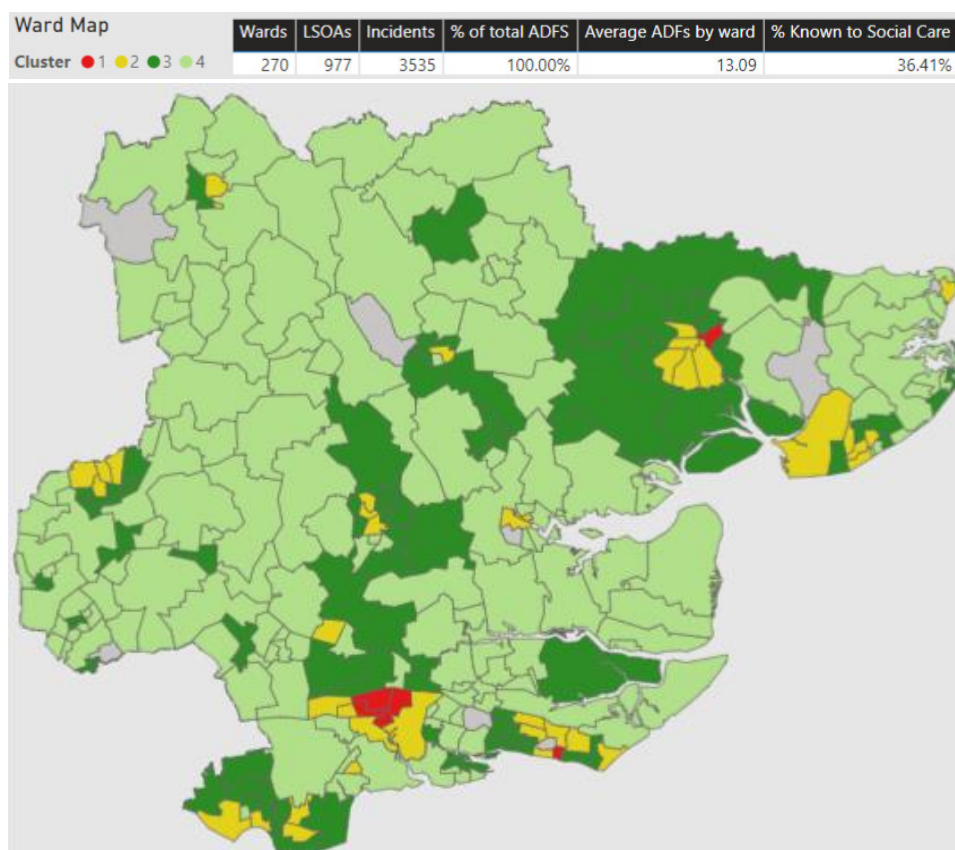 Ward Map
Cluster 1 2 3 4
Wards LSOAs Incidents % of total ADFS Average ADFs by ward % Known to Social Care
270 977 3535 100.00% 13.09 36.41%